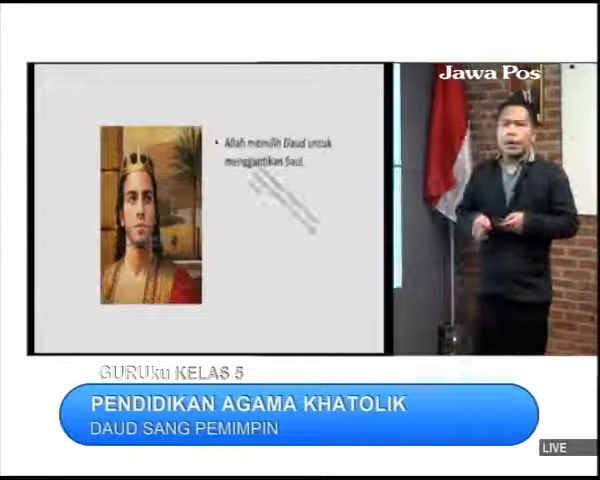 Jawa Pos
• Allah memilih Daud untuk
menggantikan Saul
GURUku KELAS 5
PENDIDIKAN AGAMA KHATOLIK
DAUD SANG PEMIMPIN
LIVE